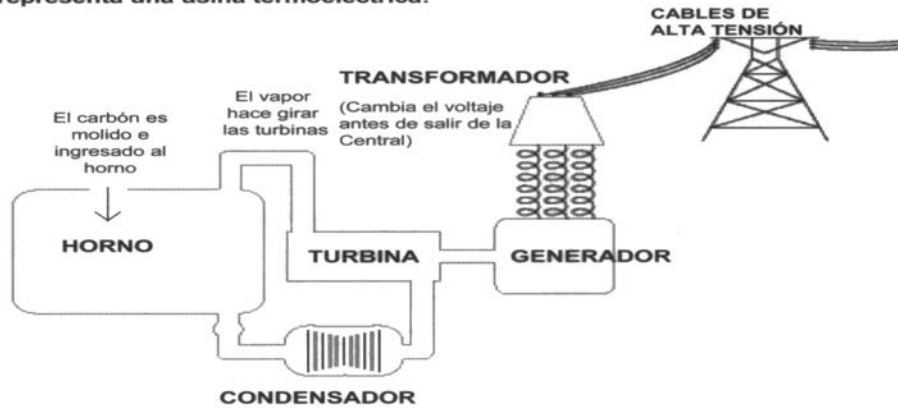 representa una usina termoeléctrica.
CABLES DE
ALTA TENSIÓN
TRANSFORMADOR
(Cambia el voltaje
antes de salir de la
Central)
El vapor
hace girar
las turbinas
El carbón es
molido e
ingresado al
horno
HORNO
TURBINA
GENERADOR
CONDENSADOR